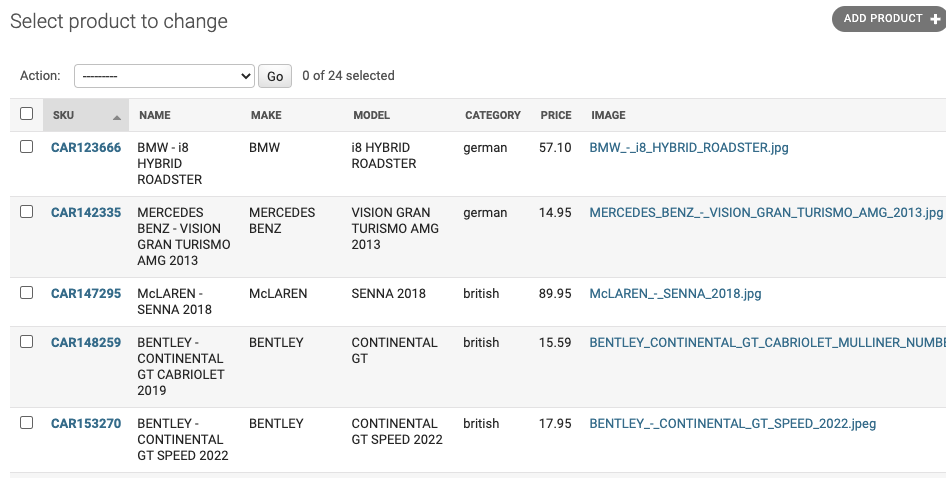 Select product to change
ADD PRODUCT +
Action: --------- Go 0 of 24 selected
SKU NAME MAKE MODEL CATEGORY PRICE IMAGE
CAR123666 BMW - i8 BMW i8 HYBRID german 57.10 BMW_-_i8_HYBRID_ROADSTER.jpg
HYBRID ROADSTER
ROADSTER
CAR142335 MERCEDES MERCEDES VISION GRAN german 14.95 MERCEDES_BENZ_-_VISION_GRAN_TURISMO_AMG_2013.jpg
BENZ - VISION BENZ TURISMO AMG
GRAN TURISMO 2013
AMG 2013
CAR147295 McLAREN - McLAREN SENNA 2018 british 89.95 McLAREN_-_SENNA_2018.jpg
SENNA 2018
CAR148259 BENTLEY - BENTLEY CONTINENTAL british 15.59 BENTLEY_CONTINENTAL_GT_CABRIOLET_MULLINER_NUMBE
CONTINENTAL GT
GT CABRIOLET
2019
CAR153270 BENTLEY - BENTLEY CONTINENTAL british 17.95 BENTLEY_-_CONTINENTAL_GT_SPEED_2022.jpeg
CONTINENTAL GT SPEED 2022
GT SPEED 2022